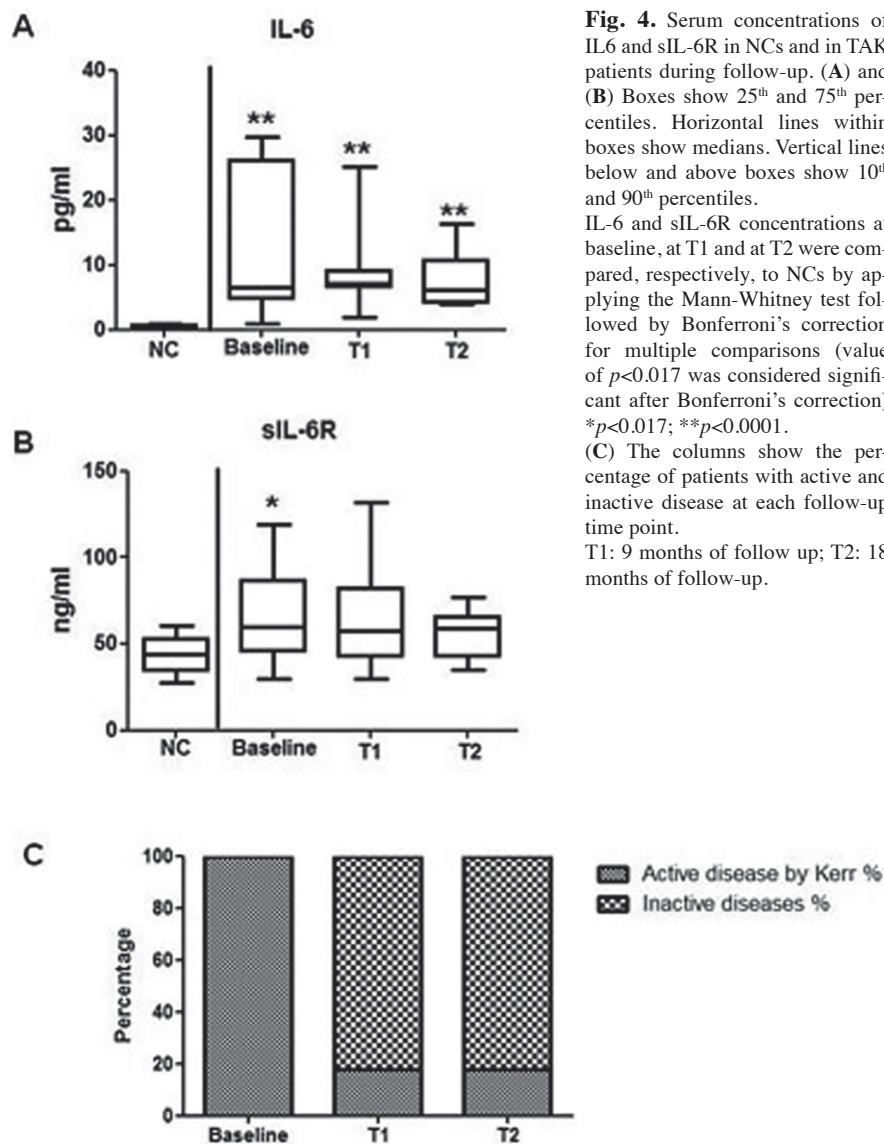 A
IL-6
40
30
20
10
0
pg/ml
**
**
**
NC
Baseline
T1
T2
B
sIL-6R
150
100
50
0
ng/ml
*
NC
Baseline
T1
T2
C
100
80
60
40
20
0
Percentage
Baseline
T1
T2
Active disease by Kerr %
Inactive diseases %
Fig. 4. Serum concentrations of
IL6 and sIL-6R in NCs and in TAK
patients during follow-up. (A) and
(B) Boxes show 25th and 75th per-
centiles. Horizontal lines within
boxes show medians. Vertical lines
below and above boxes show 10th
and 90th percentiles.
IL-6 and sIL-6R concentrations at
baseline, at T1 and at T2 were com-
pared, respectively, to NCs by ap-
plying the Mann-Whitney test fol-
lowed by Bonferroni's correction
for multiple comparisons (value
of p<0.017 was considered signifi-
cant after Bonferroni's correction)
*p<0.017; **p<0.0001.
(C) The columns show the per-
centage of patients with active and
inactive disease at each follow-up
time point.
T1: 9 months of follow up; T2: 18
months of follow-up.